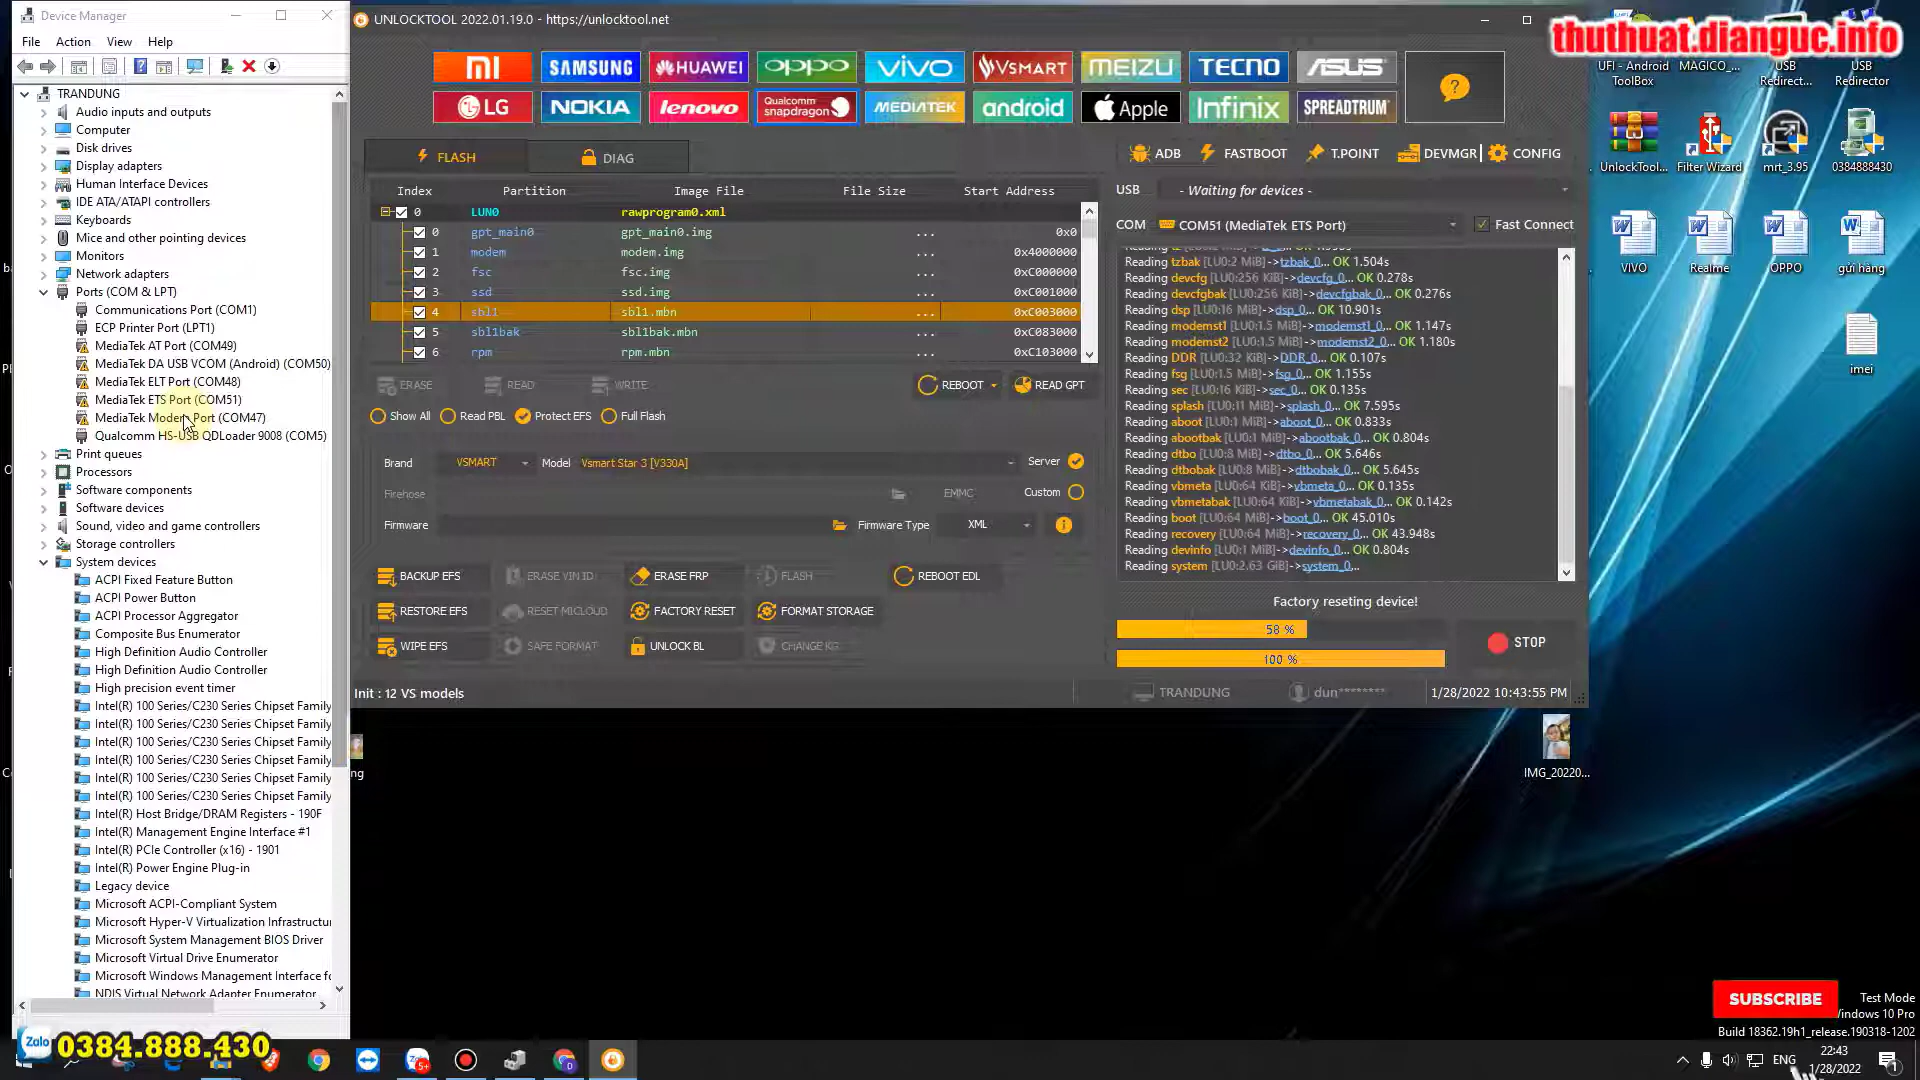 Device Manager
File Action View Help
TRANDUNG
Audio inputs and outputs
Computer
Disk drives
Display adapters
Human Interface Devices
IDE ATA/ATAPI controllers
Keyboards
Mice and other pointing devices
Monitors
Network adapters
Ports (COM & LPT)
Communications Port (COM1)
ECP Printer Port (LPT1)
MediaTek AT Port (COM49)
MediaTek DA USB VCOM (Android) (COM50)
MediaTek ELT Port (COM48)
MediaTek ETS Port (COM51)
MediaTek Modem Port (COM47)
Qualcomm HS-USB QDLoader 9008 (COM5)
Print queues
Processors
Software components
Software devices
Sound, video and game controllers
Storage controllers
System devices
ACPI Fixed Feature Button
ACPI Power Button
ACPI Processor Aggregator
Composite Bus Enumerator
High Definition Audio Controller
High Definition Audio Controller
High precision event timer
Intel(R) 100 Series/C230 Series Chipset Family
Intel(R) 100 Series/C230 Series Chipset Family
Intel(R) 100 Series/C230 Series Chipset Family
Intel(R) 100 Series/C230 Series Chipset Family
Intel(R) 100 Series/C230 Series Chipset Family
Intel(R) 100 Series/C230 Series Chipset Family
Intel(R) Host Bridge/DRAM Registers - 190F
Intel(R) Management Engine Interface #1
Intel(R) PCIe Controller (x16) - 1901
Intel(R) Power Engine Plug-in
Legacy device
Microsoft ACPI-Compliant System
Microsoft Hyper-V Virtualization Infrastructur
Microsoft System Management BIOS Driver
Microsoft Virtual Drive Enumerator
Microsoft Windows Management Interface fo
NDIS Virtual Network Adapter Enumerator
Zalo 0384.888.430
UNLOCKTOOL 2022.01.19.0 - https://unlocktool.net
MI SAMSUNG HUAWEI OPPO VIVO VSMART MEIZU TECNO ASUS
LG NOKIA lenovo Qualcomm snapdragon MEDIATEK android Apple Infinix SPREADTRUM
?
FLASH DIAG
ADB FASTBOOT T.POINT DEVMGR CONFIG
Index Partition Image File File Size Start Address
0 LUN0 rawprogram0.xml
0 gpt_main0 gpt_main0.img ... 0x0
1 modem modem.img ... 0x4000000
2 fsc fsc.img ... 0xC000000
3 ssd ssd.img ... 0xC001000
4 sbl1 sbl1.mbn ... 0xC003000
5 sbl1bak sbl1bak.mbn ... 0xC083000
6 rpm rpm.mbn ... 0xC103000
ERASE READ WRITE REBOOT READ GPT
Show All Read PBL Protect EFS Full Flash
Brand VSMART Model Vsmart Star 3 [V330A] Server
Firehose EMMC Custom
Firmware Firmware Type XML
BACKUP EFS ERASE VIN ID ERASE FRP FLASH REBOOT EDL
RESTORE EFS RESET MICLOUD FACTORY RESET FORMAT STORAGE
WIPE EFS SAFE FORMAT UNLOCK BL CHANGE KG
Init : 12 VS models
USB - Waiting for devices -
COM COM51 (MediaTek ETS Port) Fast Connect
Reading tzbak [LU0:2 MiB]->tzbak_0... OK 1.504s
Reading devcfg [LU0:256 KiB]->devcfg_0... OK 0.278s
Reading devcfgbak [LU0:256 KiB]->devcfgbak_0... OK 0.276s
Reading dsp [LU0:16 MiB]->dsp_0... OK 10.901s
Reading modemst1 [LU0:1.5 MiB]->modemst1_0... OK 1.147s
Reading modemst2 [LU0:1.5 MiB]->modemst2_0... OK 1.180s
Reading DDR [LU0:32 KiB]->DDR_0... OK 0.107s
Reading fsg [LU0:1.5 MiB]->fsg_0... OK 1.155s
Reading sec [LU0:16 KiB]->sec_0... OK 0.135s
Reading splash [LU0:11 MiB]->splash_0... OK 7.595s
Reading aboot [LU0:1 MiB]->aboot_0... OK 0.833s
Reading abootbak [LU0:1 MiB]->abootbak_0... OK 0.804s
Reading dtbo [LU0:8 MiB]->dtbo_0... OK 5.646s
Reading dtbobak [LU0:8 MiB]->dtbobak_0... OK 5.645s
Reading vbmeta [LU0:64 KiB]->vbmeta_0... OK 0.135s
Reading vbmetabak [LU0:64 KiB]->vbmetabak_0... OK 0.142s
Reading boot [LU0:64 MiB]->boot_0... OK 45.010s
Reading recovery [LU0:64 MiB]->recovery_0... OK 43.948s
Reading devinfo [LU0:1 MiB]->devinfo_0... OK 0.804s
Reading system [LU0:2.63 GiB]->system_0...
Factory reseting device!
58 %
100 %
STOP
TRANDUNG dun******** 1/28/2022 10:43:55 PM
thuthuat.dianguc.info
UFI - Android ToolBox
MAGICO_...
USB Redirect...
USB Redirector
UnlockTool...
Filter Wizard
mrt_3.95
0384888430
VIVO
Realme
OPPO
gửi hàng
imei
IMG_20220...
ng
SUBSCRIBE
Test Mode
Windows 10 Pro
Build 18362.19h1_release.190318-1202
5+
D
ENG
22:43
1/28/2022
1